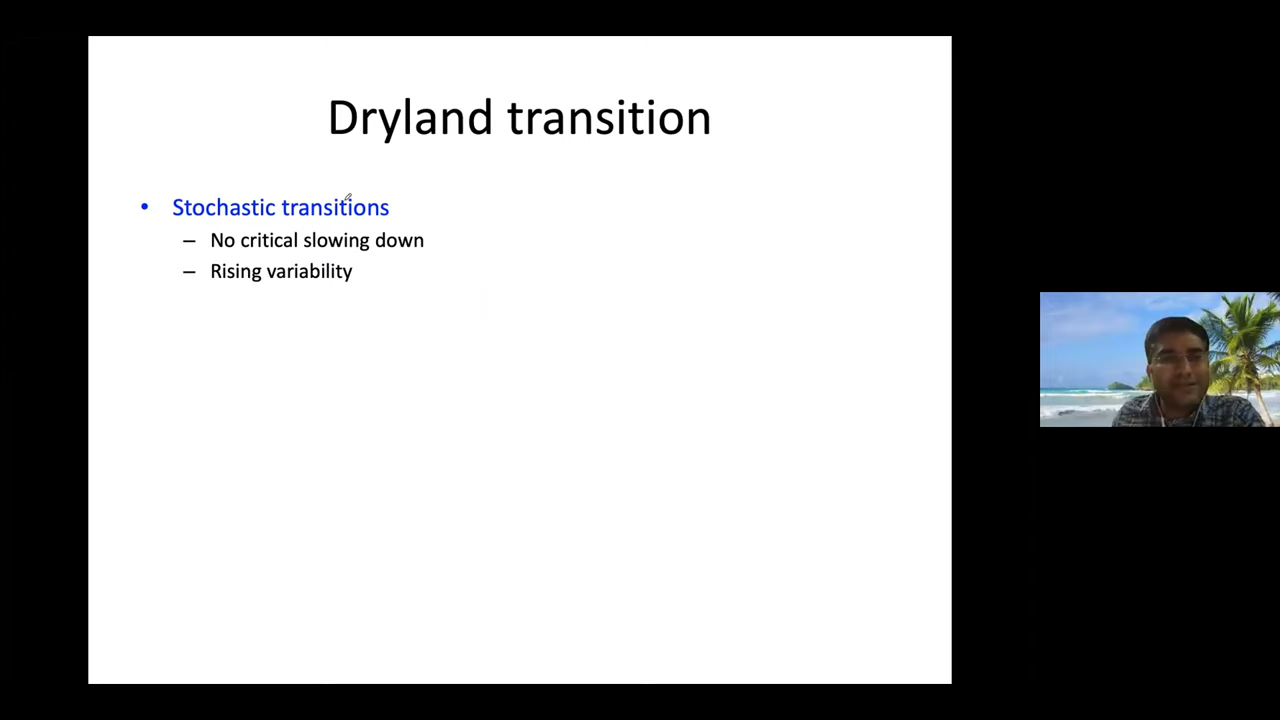 Dryland transition
• Stochastic transitions
– No critical slowing down
– Rising variability